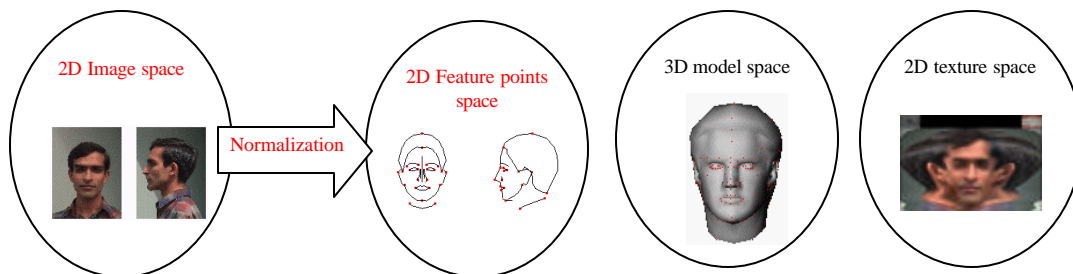 2D Image space
Normalization
2D Feature points
space
3D model space
2D texture space